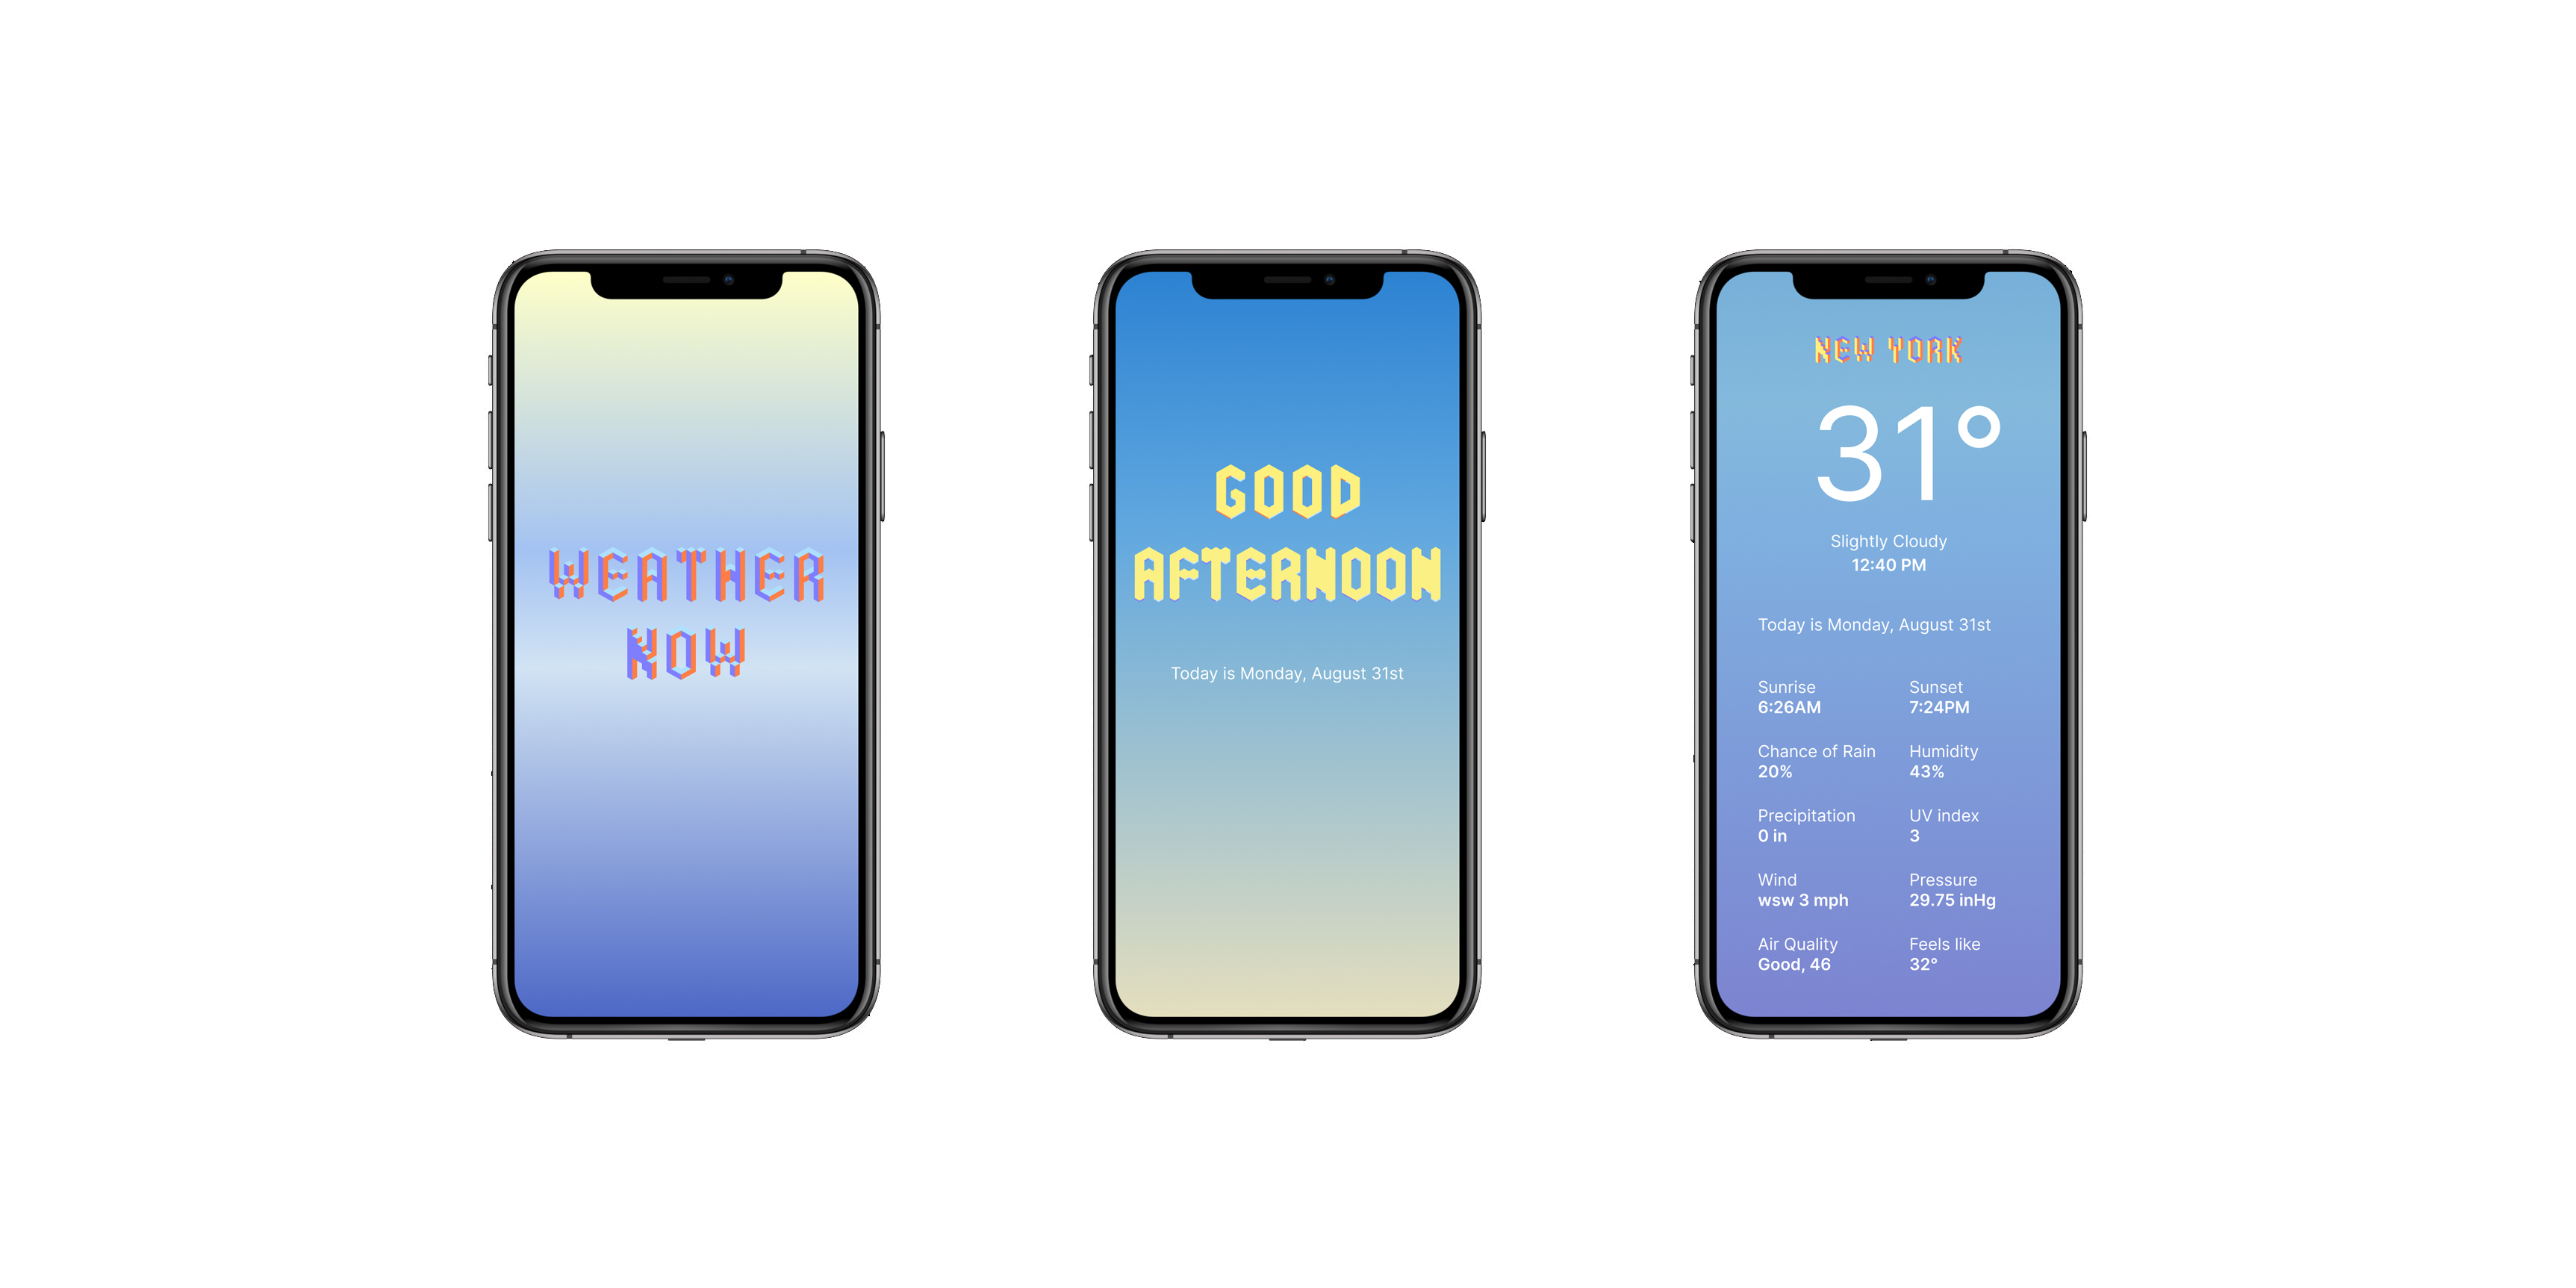 WEATHER
NOW
GOOD
AFTERNOON
Today is Monday, August 31st
NEW YORK
31°
Slightly Cloudy
12:40 PM
Today is Monday, August 31st
Sunrise
6:26AM
Sunset
7:24PM
Chance of Rain
20%
Humidity
43%
Precipitation
0 in
UV index
3
Wind
wsw 3 mph
Pressure
29.75 inHg
Air Quality
Good, 46
Feels like
32°